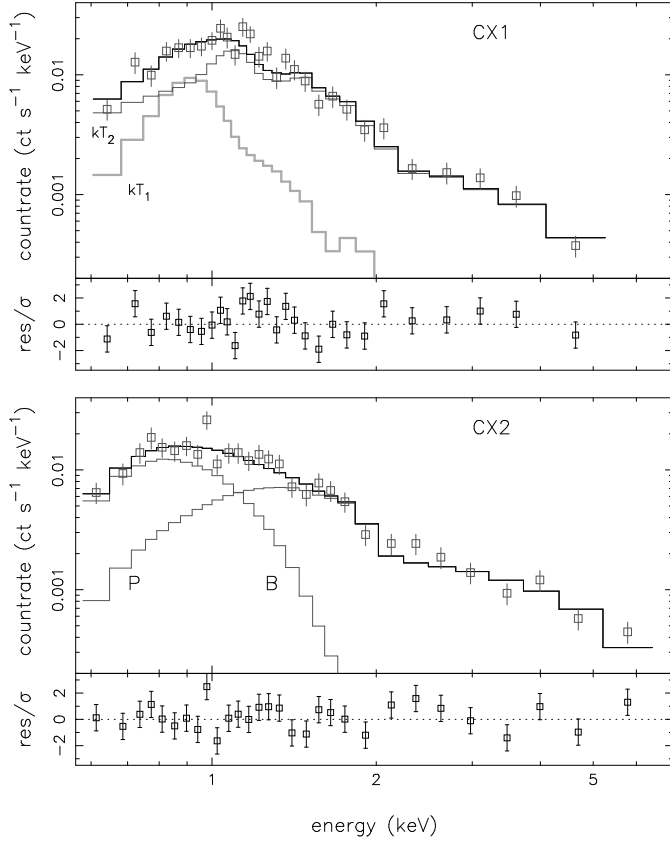 CX1
countrate (ct s⁻¹ keV⁻¹)
0.01
0.001
kT₂
kT₁
res/σ
2
0
−2
CX2
countrate (ct s⁻¹ keV⁻¹)
0.01
0.001
P
B
res/σ
2
0
−2
1
2
5
energy (keV)